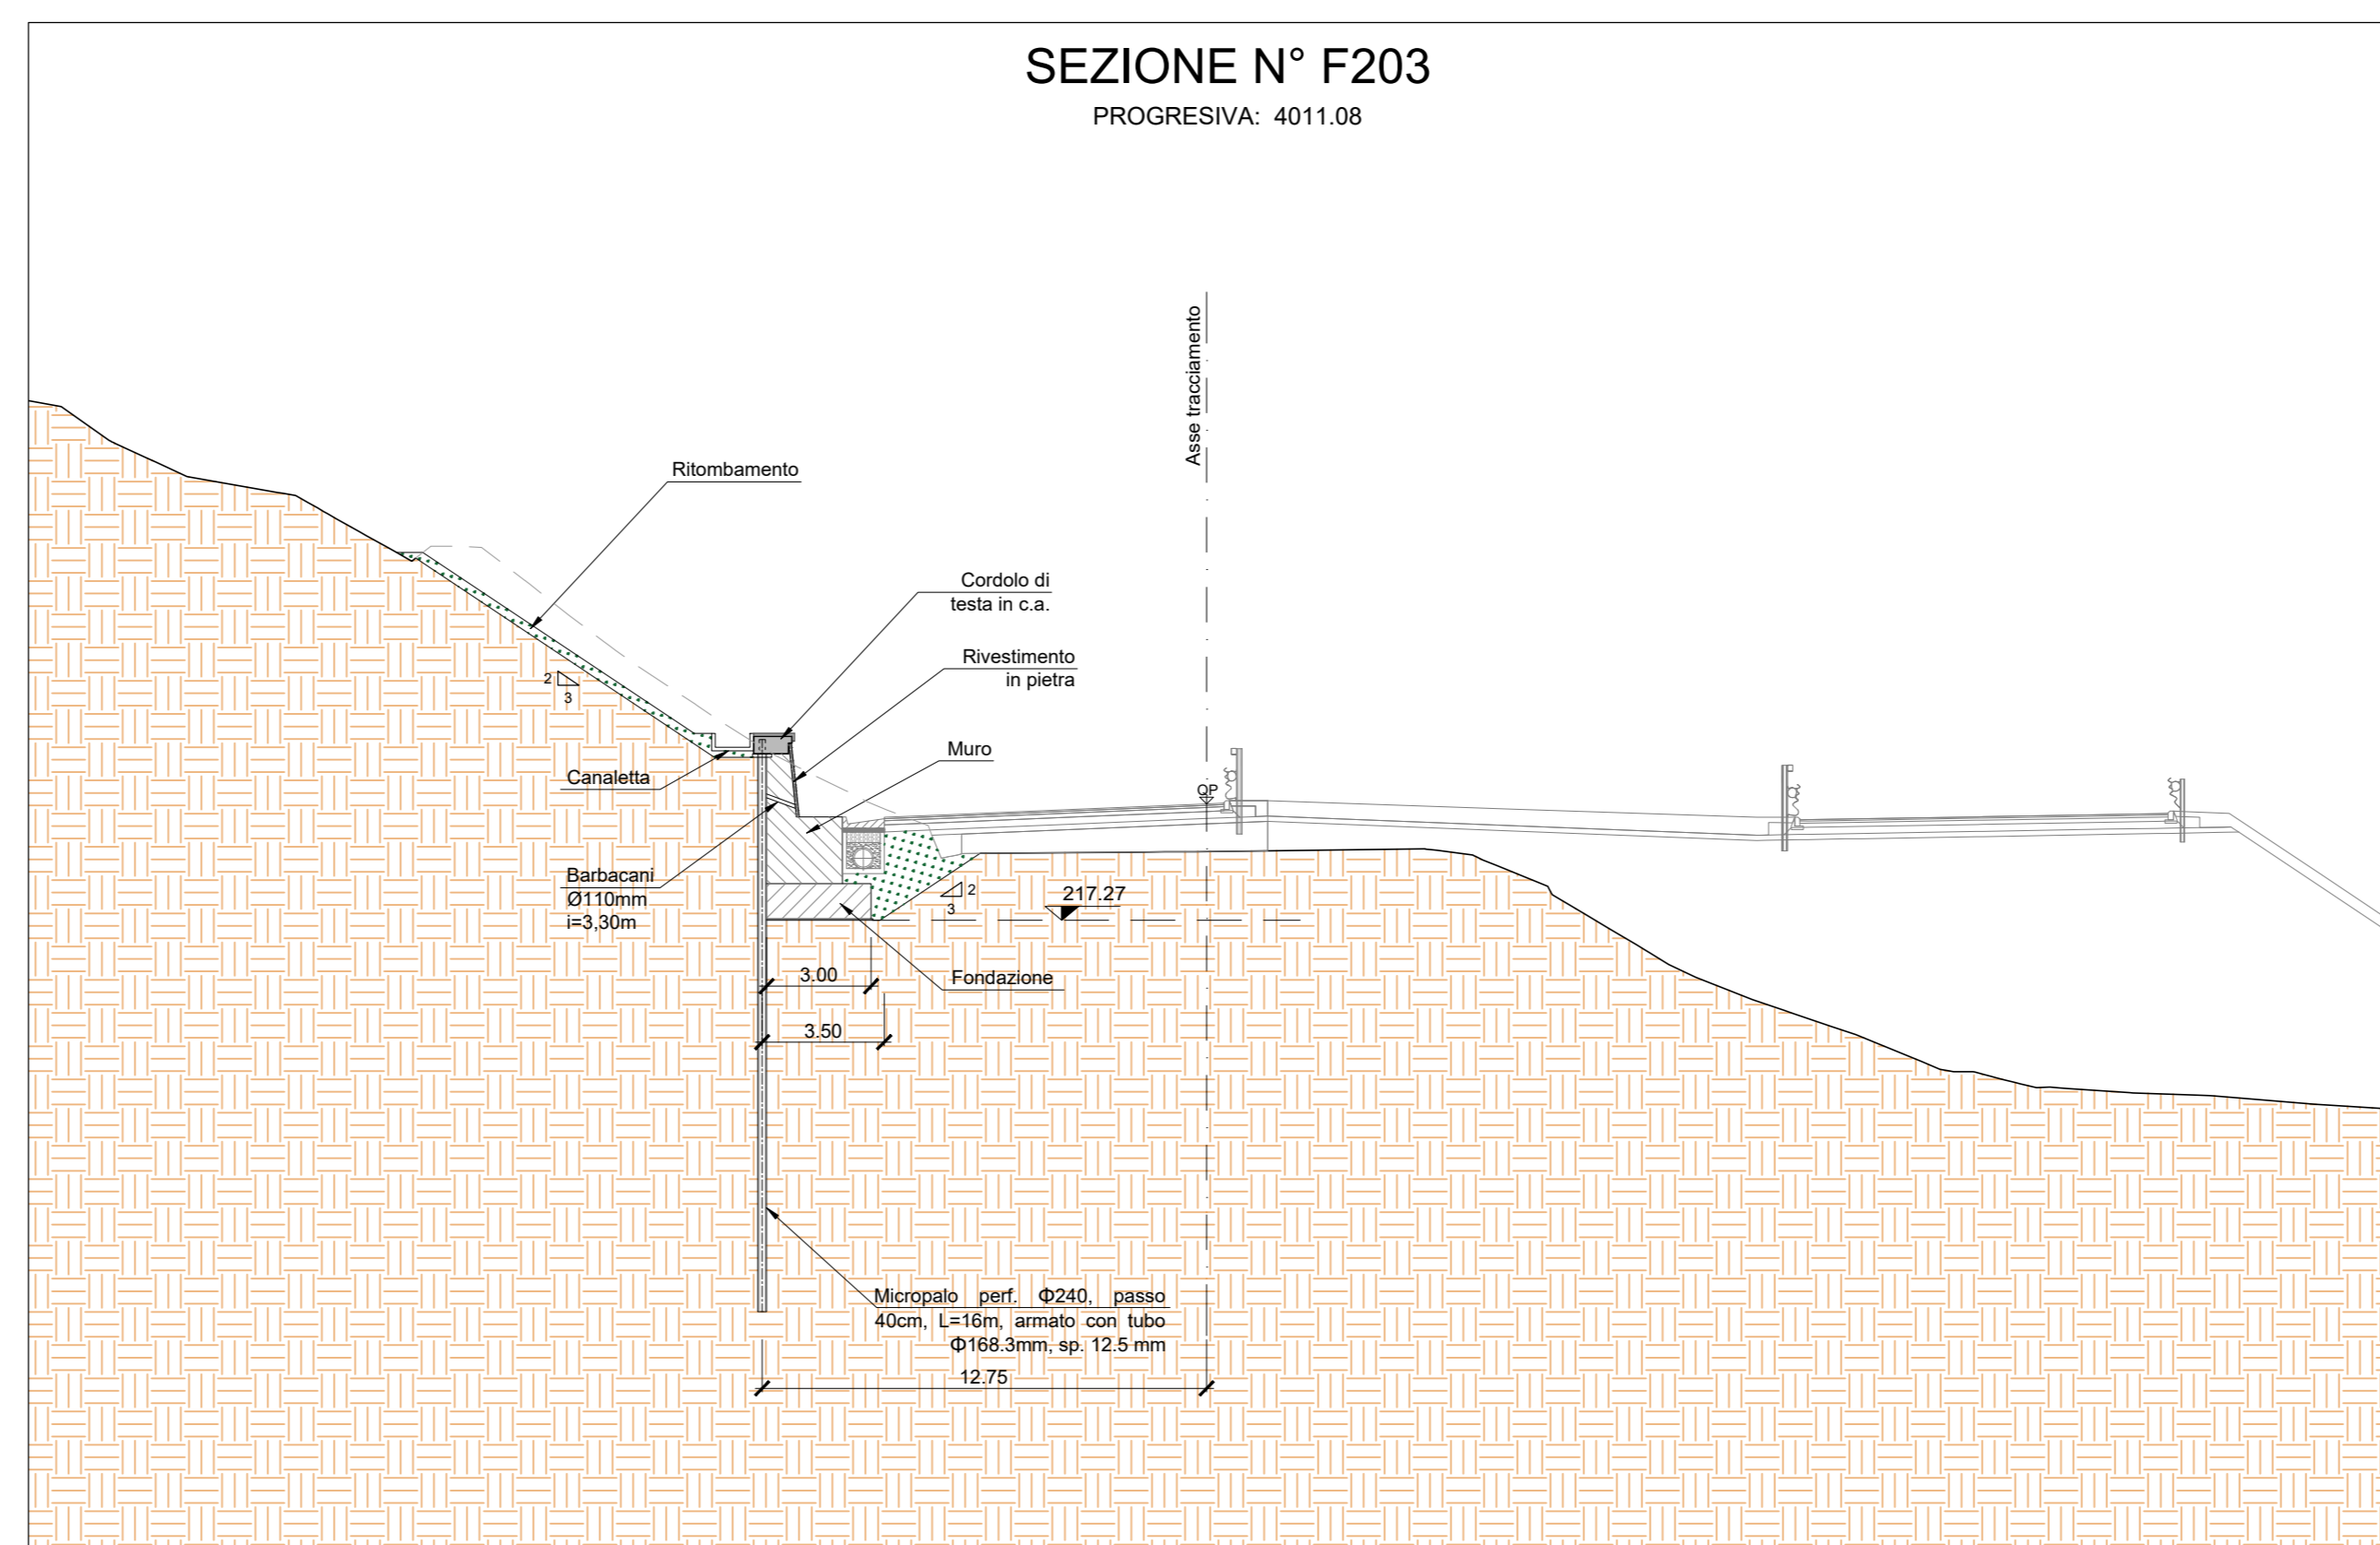 SEZIONE N° F203
PROGRESIVA: 4011.08
Asse tracciamento
Ritombamento
Cordolo di
testa in c.a.
Rivestimento
in pietra
2
3
Muro
Canaletta
QP
Barbacani
Ø110mm
i=3,30m
2
3
217.27
3.00
Fondazione
3.50
Micropalo perf. Φ240, passo
40cm, L=16m, armato con tubo
Φ168.3mm, sp. 12.5 mm
12.75